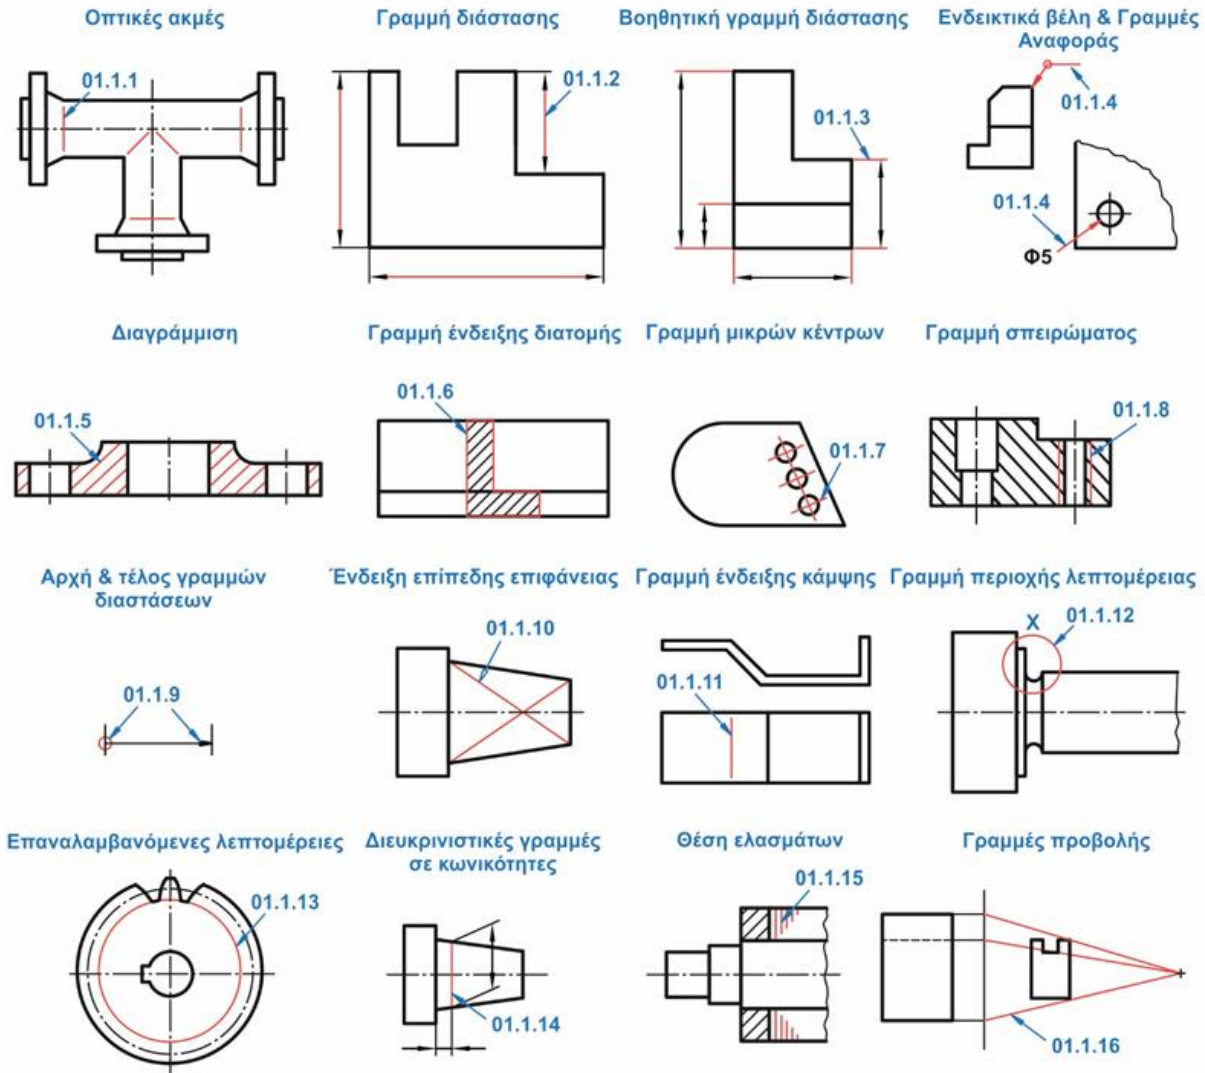 Οπτικές ακμές
01.1.1
Γραμμή διάστασης
01.1.2
Βοηθητική γραμμή διάστασης
01.1.3
Ενδεικτικά βέλη & Γραμμές
Αναφοράς
01.1.4
01.1.4
Φ5
Διαγράμμιση
01.1.5
Γραμμή ένδειξης διατομής
01.1.6
Γραμμή μικρών κέντρων
01.1.7
Γραμμή σπειρώματος
01.1.8
Αρχή & τέλος γραμμών
διαστάσεων
01.1.9
Ένδειξη επίπεδης επιφάνειας
01.1.10
Γραμμή ένδειξης κάμψης
01.1.11
Γραμμή περιοχής λεπτομέρειας
X
01.1.12
Επαναλαμβανόμενες λεπτομέρειες
01.1.13
Διευκρινιστικές γραμμές
σε κωνικότητες
01.1.14
Θέση ελασμάτων
01.1.15
Γραμμές προβολής
01.1.16